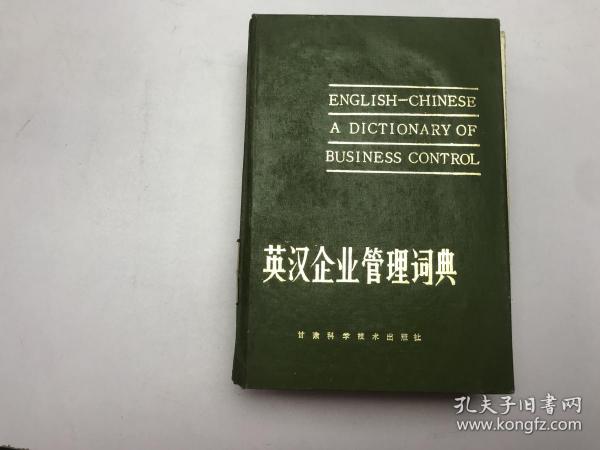 ENGLISH—CHINESE
A DICTIONARY OF
BUSINESS CONTROL
英汉企业管理词典
甘肃科学技术出版社
孔夫子旧书网
www.kongfz.com